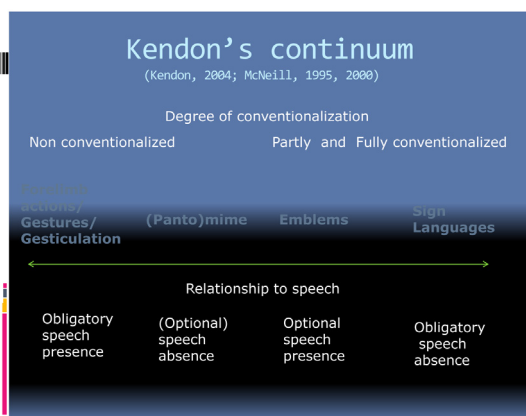 Kendon’s continuum
(Kendon, 2004; McNeill, 1995, 2000)
Degree of conventionalization
Non conventionalized
Partly and Fully conventionalized
actions/
Gestures/
Gesticulation
(Panto)mime
Emblems
Sign
Languages
Relationship to speech
Obligatory
speech
presence
(Optional)
speech
absence
Optional
speech
presence
Obligatory
speech
absence